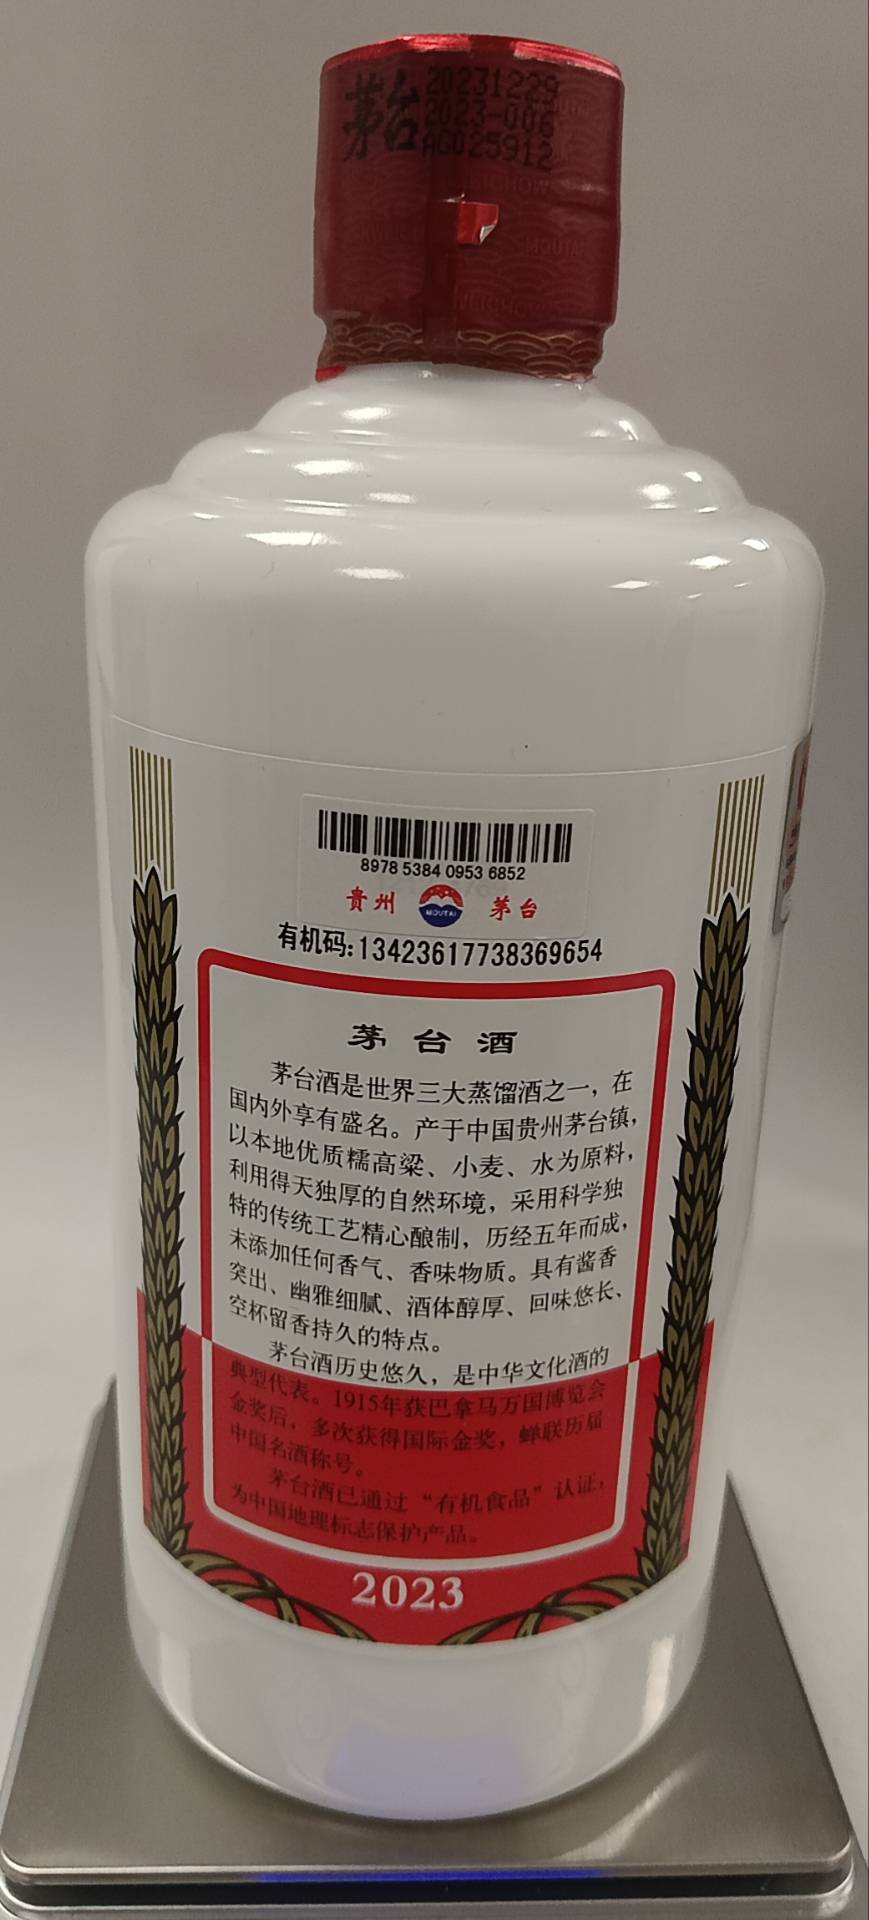 茅台
20231229
2023-006
AG025912
MOUTAI
8978 5384 0953 6852
贵州 MOUTAI 茅台
有机码:13423617738369654
茅台酒
茅台酒是世界三大蒸馏酒之一，在
国内外享有盛名。产于中国贵州茅台镇，
以本地优质糯高粱、小麦、水为原料，
利用得天独厚的自然环境，采用科学独
特的传统工艺精心酿制，历经五年而成，
未添加任何香气、香味物质。具有酱香
突出、幽雅细腻、酒体醇厚、回味悠长、
空杯留香持久的特点。
茅台酒历史悠久，是中华文化酒的
典型代表。1915年获巴拿马万国博览会
金奖后，多次获得国际金奖，蝉联历届
中国名酒称号。
茅台酒已通过“有机食品”认证，
为中国地理标志保护产品。
2023